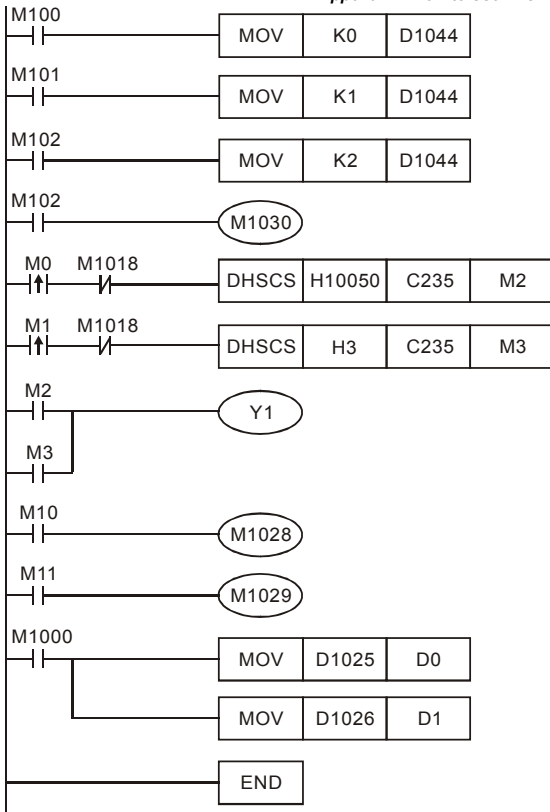 M100
MOV K0 D1044
M101
MOV K1 D1044
M102
MOV K2 D1044
M102
M1030
M0 M1018
DHSCS H10050 C235 M2
M1 M1018
DHSCS H3 C235 M3
M2
Y1
M3
M10
M1028
M11
M1029
M1000
MOV D1025 D0
MOV D1026 D1
END